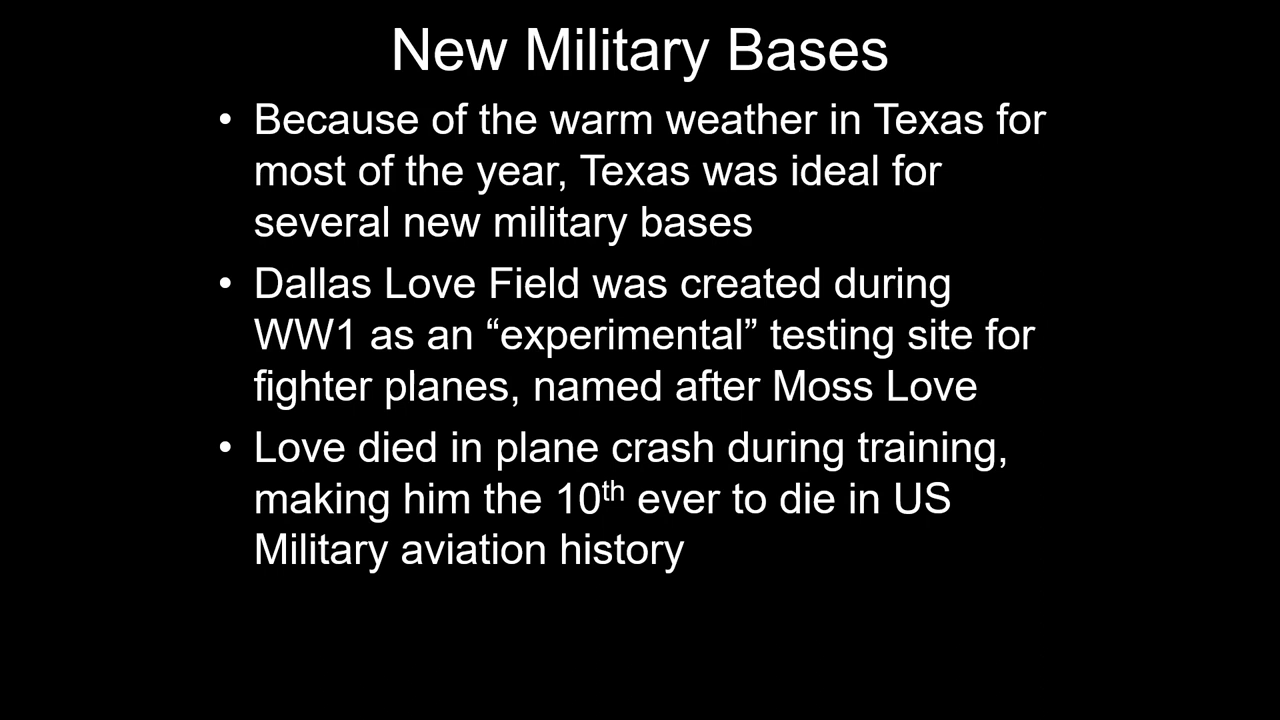 New Military Bases
• Because of the warm weather in Texas for
most of the year, Texas was ideal for
several new military bases
• Dallas Love Field was created during
WW1 as an “experimental” testing site for
fighter planes, named after Moss Love
• Love died in plane crash during training,
making him the 10th ever to die in US
Military aviation history